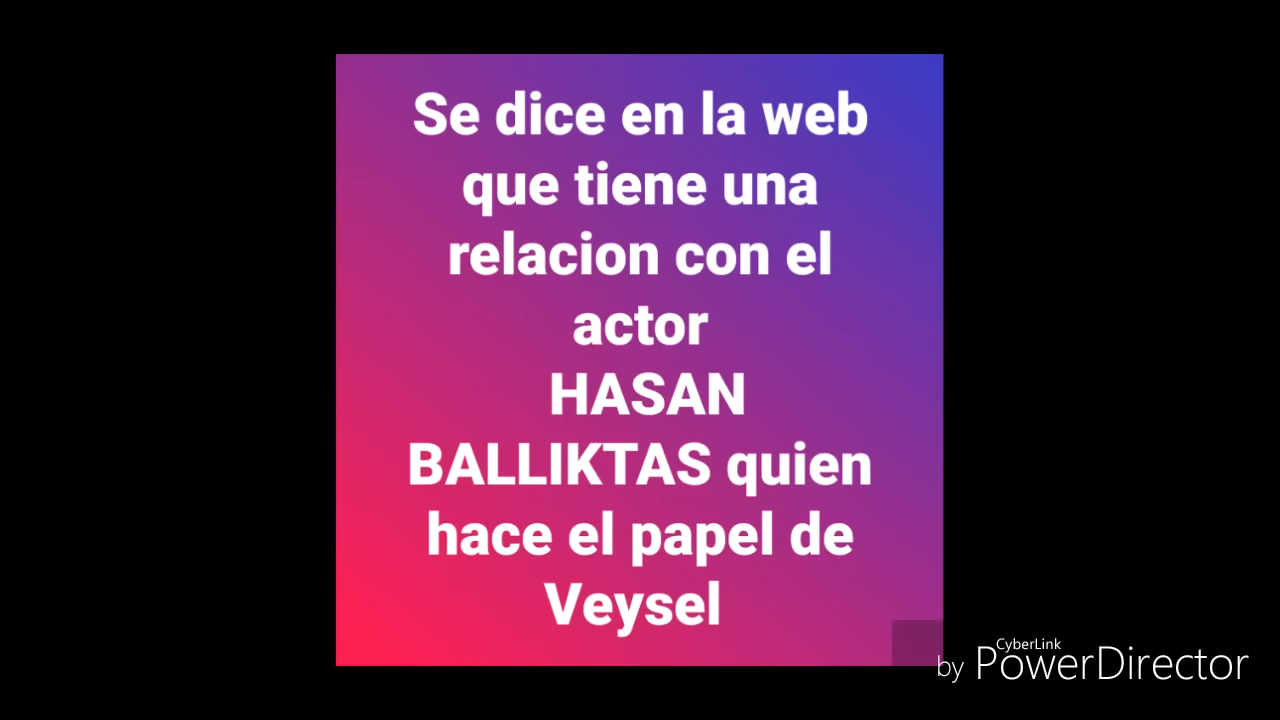 Se dice en la web
que tiene una
relacion con el
actor
HASAN
BALLIKTAS quien
hace el papel de
Veysel
CyberLink
by PowerDirector